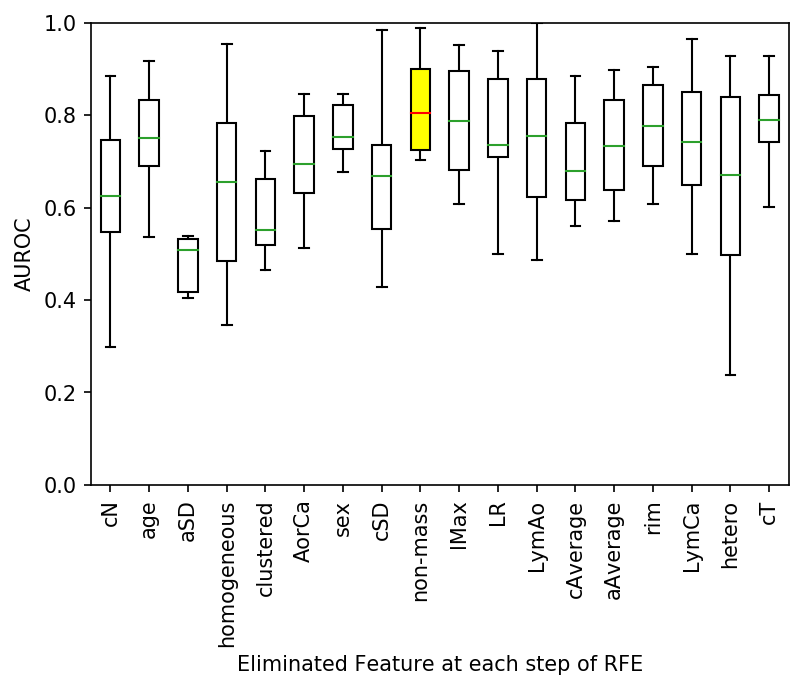 1.0
0.8
0.6
0.4
0.2
0.0
AUROC
cN
age
aSD
homogeneous
clustered
AorCa
sex
cSD
non-mass
lMax
LR
LymAo
cAverage
aAverage
rim
LymCa
hetero
cT
Eliminated Feature at each step of RFE